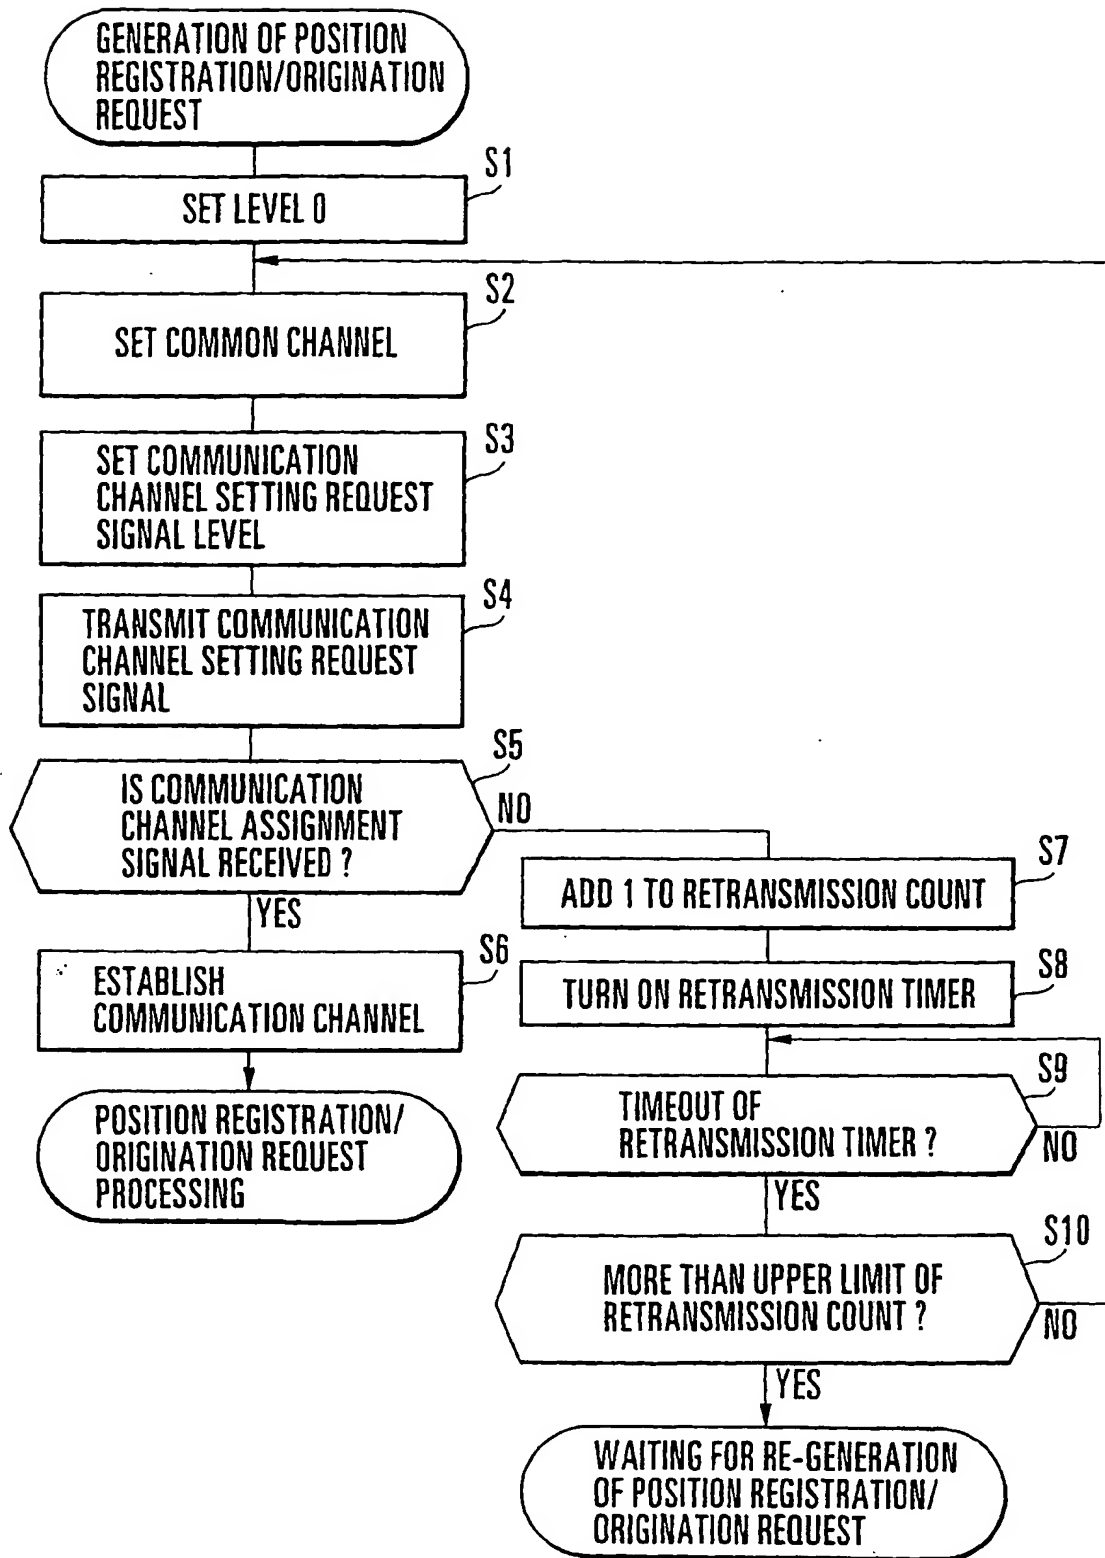 GENERATION OF POSITION
REGISTRATION/ORIGINATION
REQUEST
S1
SET LEVEL 0
S2
SET COMMON CHANNEL
S3
SET COMMUNICATION
CHANNEL SETTING REQUEST
SIGNAL LEVEL
S4
TRANSMIT COMMUNICATION
CHANNEL SETTING REQUEST
SIGNAL
S5
IS COMMUNICATION
CHANNEL ASSIGNMENT
SIGNAL RECEIVED ?
NO
YES
S6
ESTABLISH
COMMUNICATION CHANNEL
POSITION REGISTRATION/
ORIGINATION REQUEST
PROCESSING
S7
ADD 1 TO RETRANSMISSION COUNT
S8
TURN ON RETRANSMISSION TIMER
S9
TIMEOUT OF
RETRANSMISSION TIMER ?
NO
YES
S10
MORE THAN UPPER LIMIT OF
RETRANSMISSION COUNT ?
NO
YES
WAITING FOR RE-GENERATION
OF POSITION REGISTRATION/
ORIGINATION REQUEST